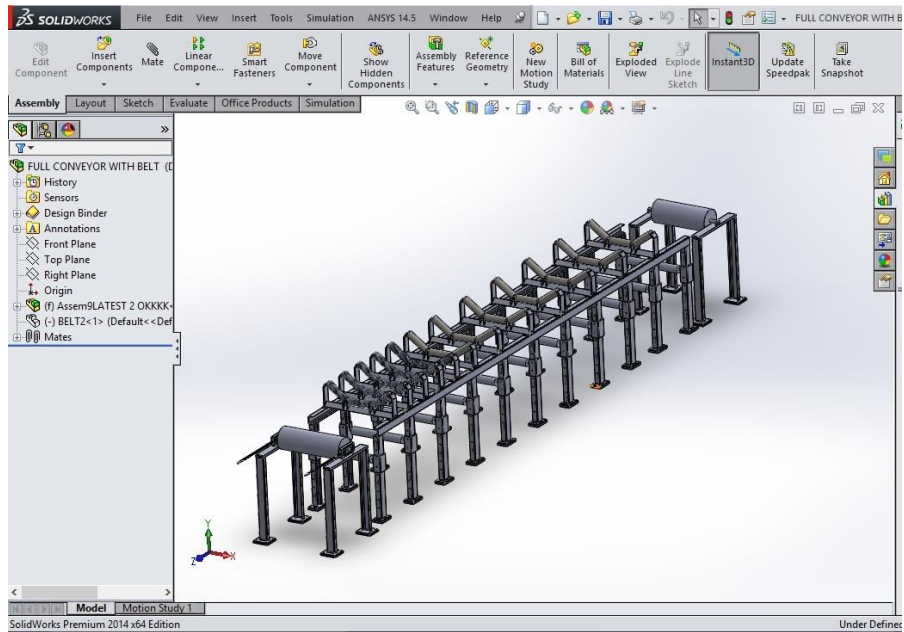 DS SOLIDWORKS File Edit View Insert Tools Simulation ANSYS 14.5 Window Help FULL CONVEYOR WITH B
Edit Component
Insert Components
Mate
Linear Compone...
Smart Fasteners
Move Component
Show Hidden Components
Assembly Features
Reference Geometry
New Motion Study
Bill of Materials
Exploded View
Explode Line Sketch
Instant3D
Update Speedpak
Take Snapshot
Assembly Layout Sketch Evaluate Office Products Simulation
FULL CONVEYOR WITH BELT (D
History
Sensors
Design Binder
A Annotations
Front Plane
Top Plane
Right Plane
Origin
(f) Assem9LATEST 2 OKKKK<
(-) BELT2<1> (Default<<Def
Mates
Y
Z X
Model Motion Study 1
SolidWorks Premium 2014 x64 Edition Under Define